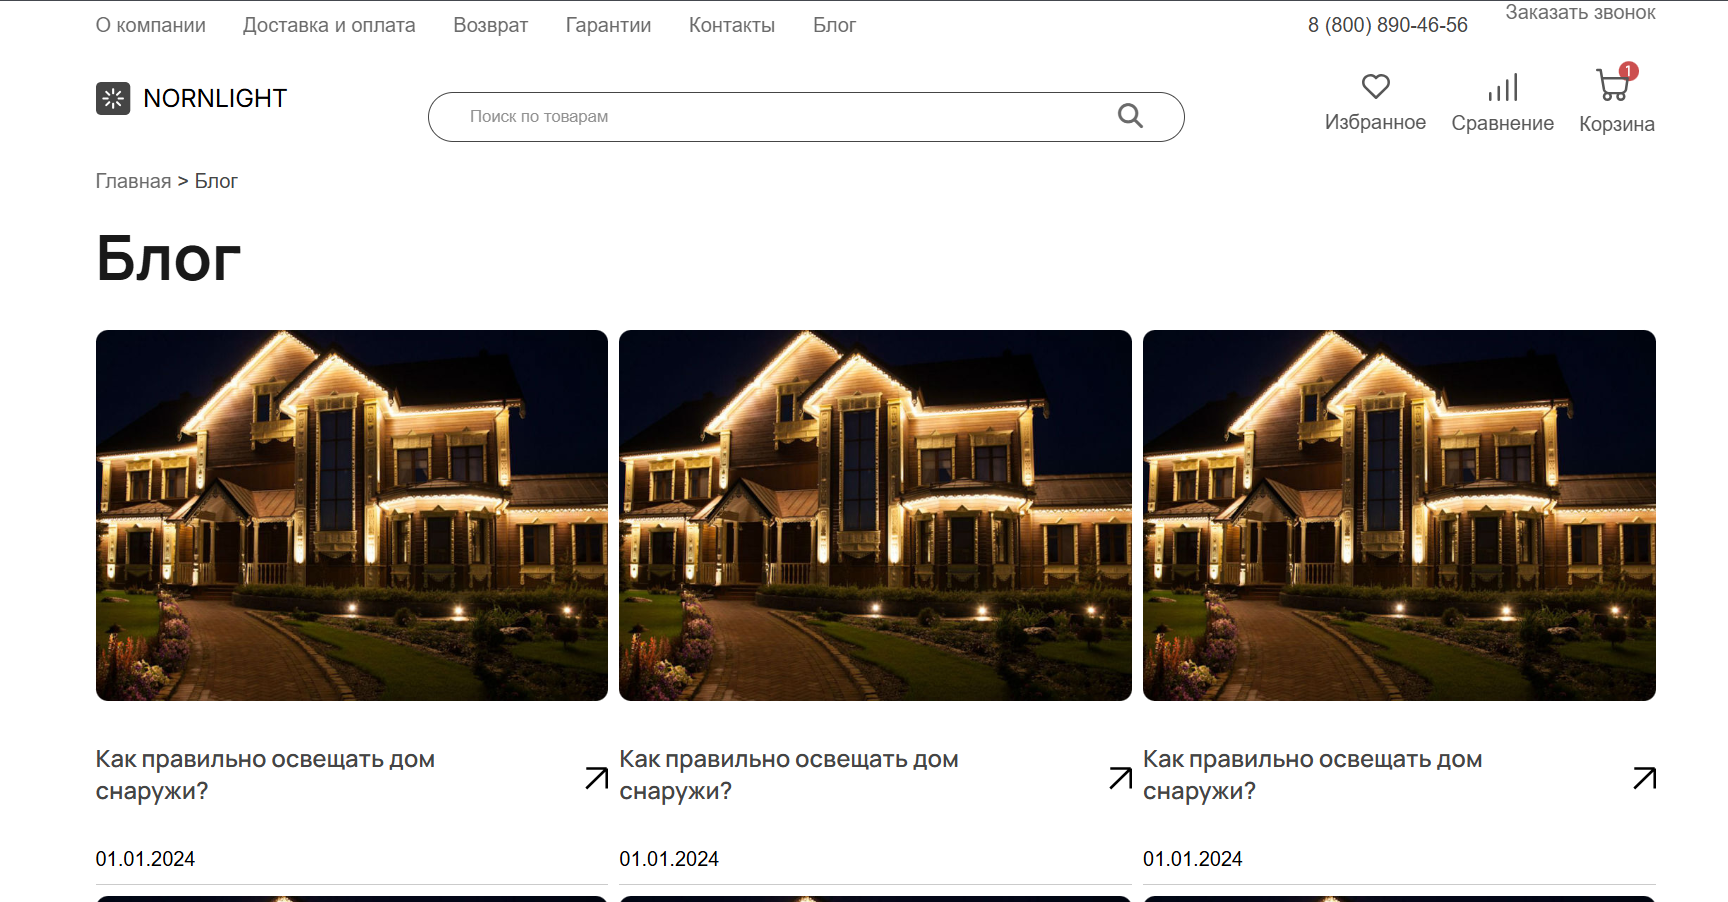 О компании Доставка и оплата Возврат Гарантии Контакты Блог 8 (800) 890-46-56 Заказать звонок
NORNLIGHT
Поиск по товарам
Избранное Сравнение Корзина
1
Главная > Блог
Блог
Как правильно освещать дом
снаружи?
01.01.2024
Как правильно освещать дом
снаружи?
01.01.2024
Как правильно освещать дом
снаружи?
01.01.2024